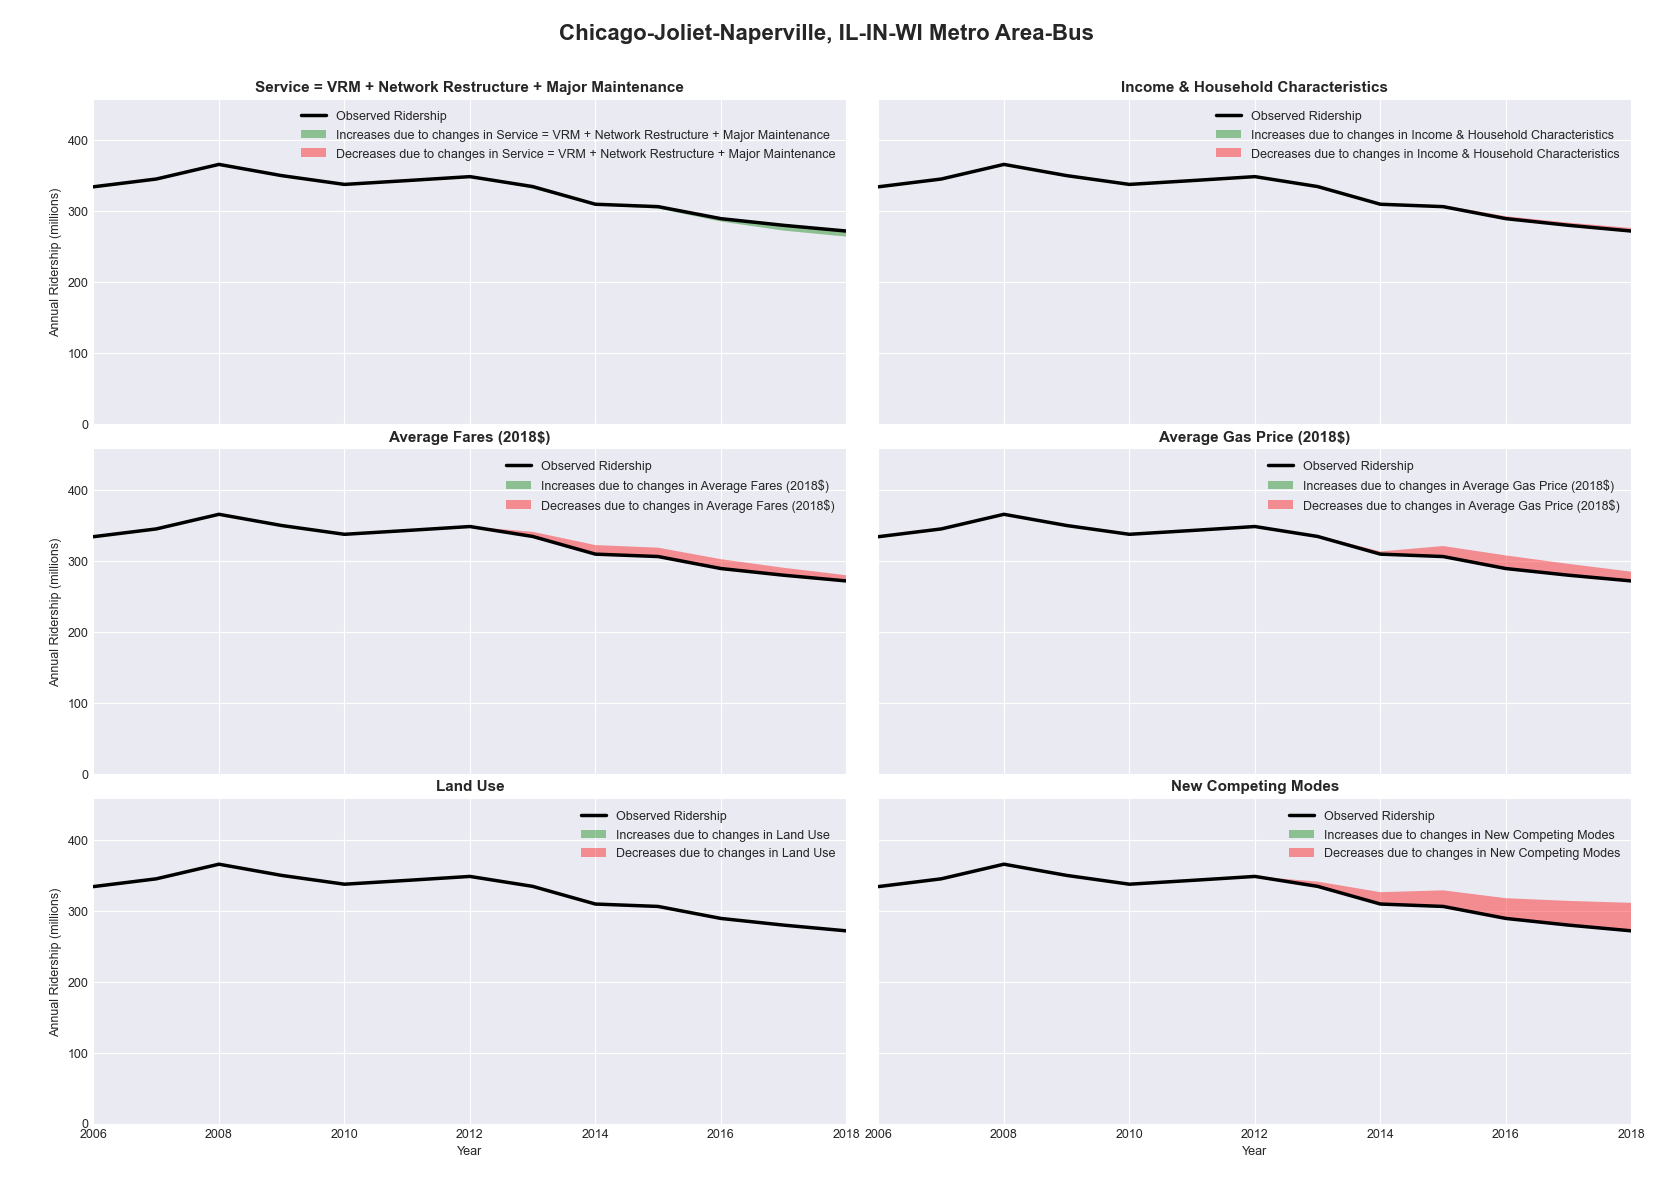 Chicago-Joliet-Naperville, IL-IN-WI Metro Area-Bus
Service = VRM + Network Restructure + Major Maintenance
Observed Ridership
Increases due to changes in Service = VRM + Network Restructure + Major Maintenance
Decreases due to changes in Service = VRM + Network Restructure + Major Maintenance
400
300
200
100
0
Annual Ridership (millions)
Income & Household Characteristics
Observed Ridership
Increases due to changes in Income & Household Characteristics
Decreases due to changes in Income & Household Characteristics
Average Fares (2018$)
Observed Ridership
Increases due to changes in Average Fares (2018$)
Decreases due to changes in Average Fares (2018$)
400
300
200
100
0
Annual Ridership (millions)
Average Gas Price (2018$)
Observed Ridership
Increases due to changes in Average Gas Price (2018$)
Decreases due to changes in Average Gas Price (2018$)
Land Use
Observed Ridership
Increases due to changes in Land Use
Decreases due to changes in Land Use
400
300
200
100
0
Annual Ridership (millions)
2006 2008 2010 2012 2014 2016 2018
Year
New Competing Modes
Observed Ridership
Increases due to changes in New Competing Modes
Decreases due to changes in New Competing Modes
2006 2008 2010 2012 2014 2016 2018
Year